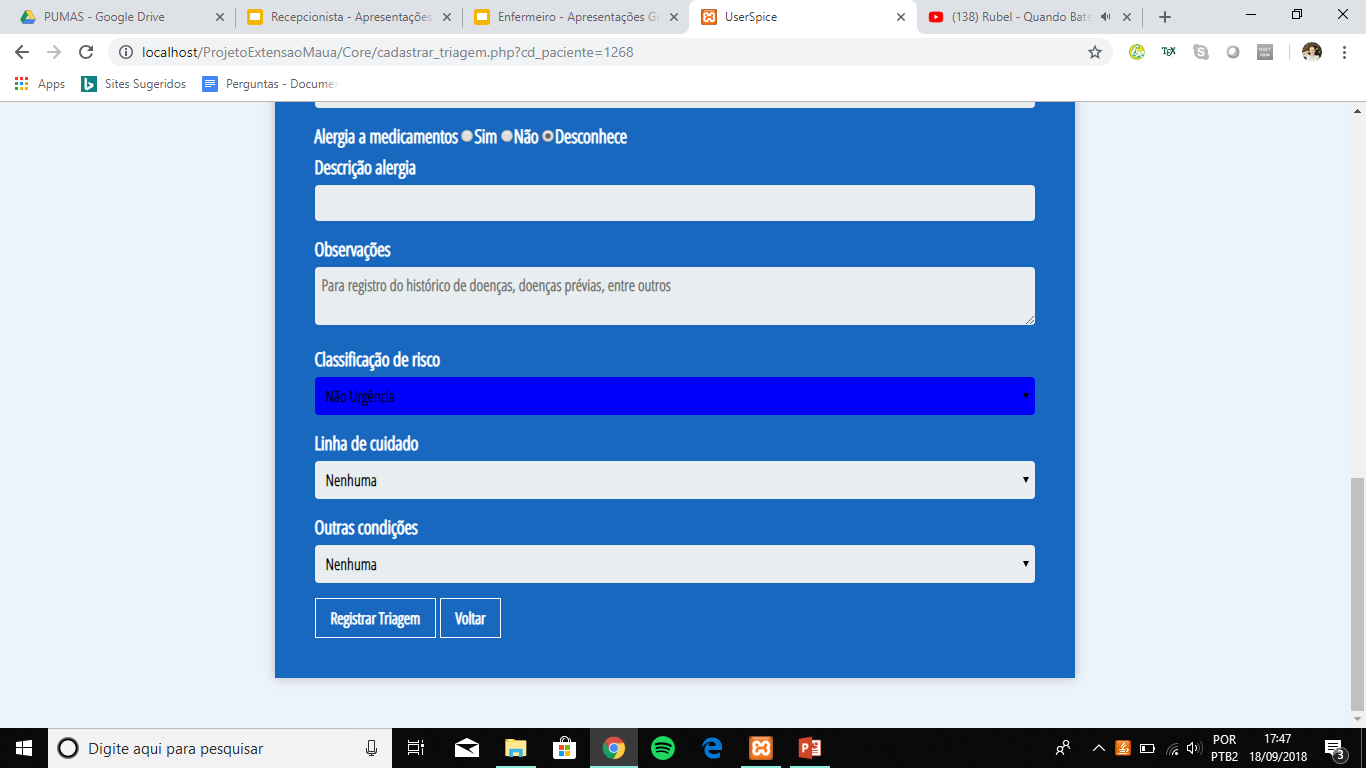 PUMAS - Google Drive
Recepcionista - Apresentações
Enfermeiro - Apresentações Go
UserSpice
(138) Rubel - Quando Bate
localhost/ProjetoExtensaoMaua/Core/cadastrar_triagem.php?cd_paciente=1268
Apps
Sites Sugeridos
Perguntas - Documen
Alergia a medicamentos Sim Não Desconhece
Descrição alergia
Observações
Para registro do histórico de doenças, doenças prévias, entre outros
Classificação de risco
Não Urgência
Linha de cuidado
Nenhuma
Outras condições
Nenhuma
Registrar Triagem Voltar
Digite aqui para pesquisar
POR
PTB2
17:47
18/09/2018
3